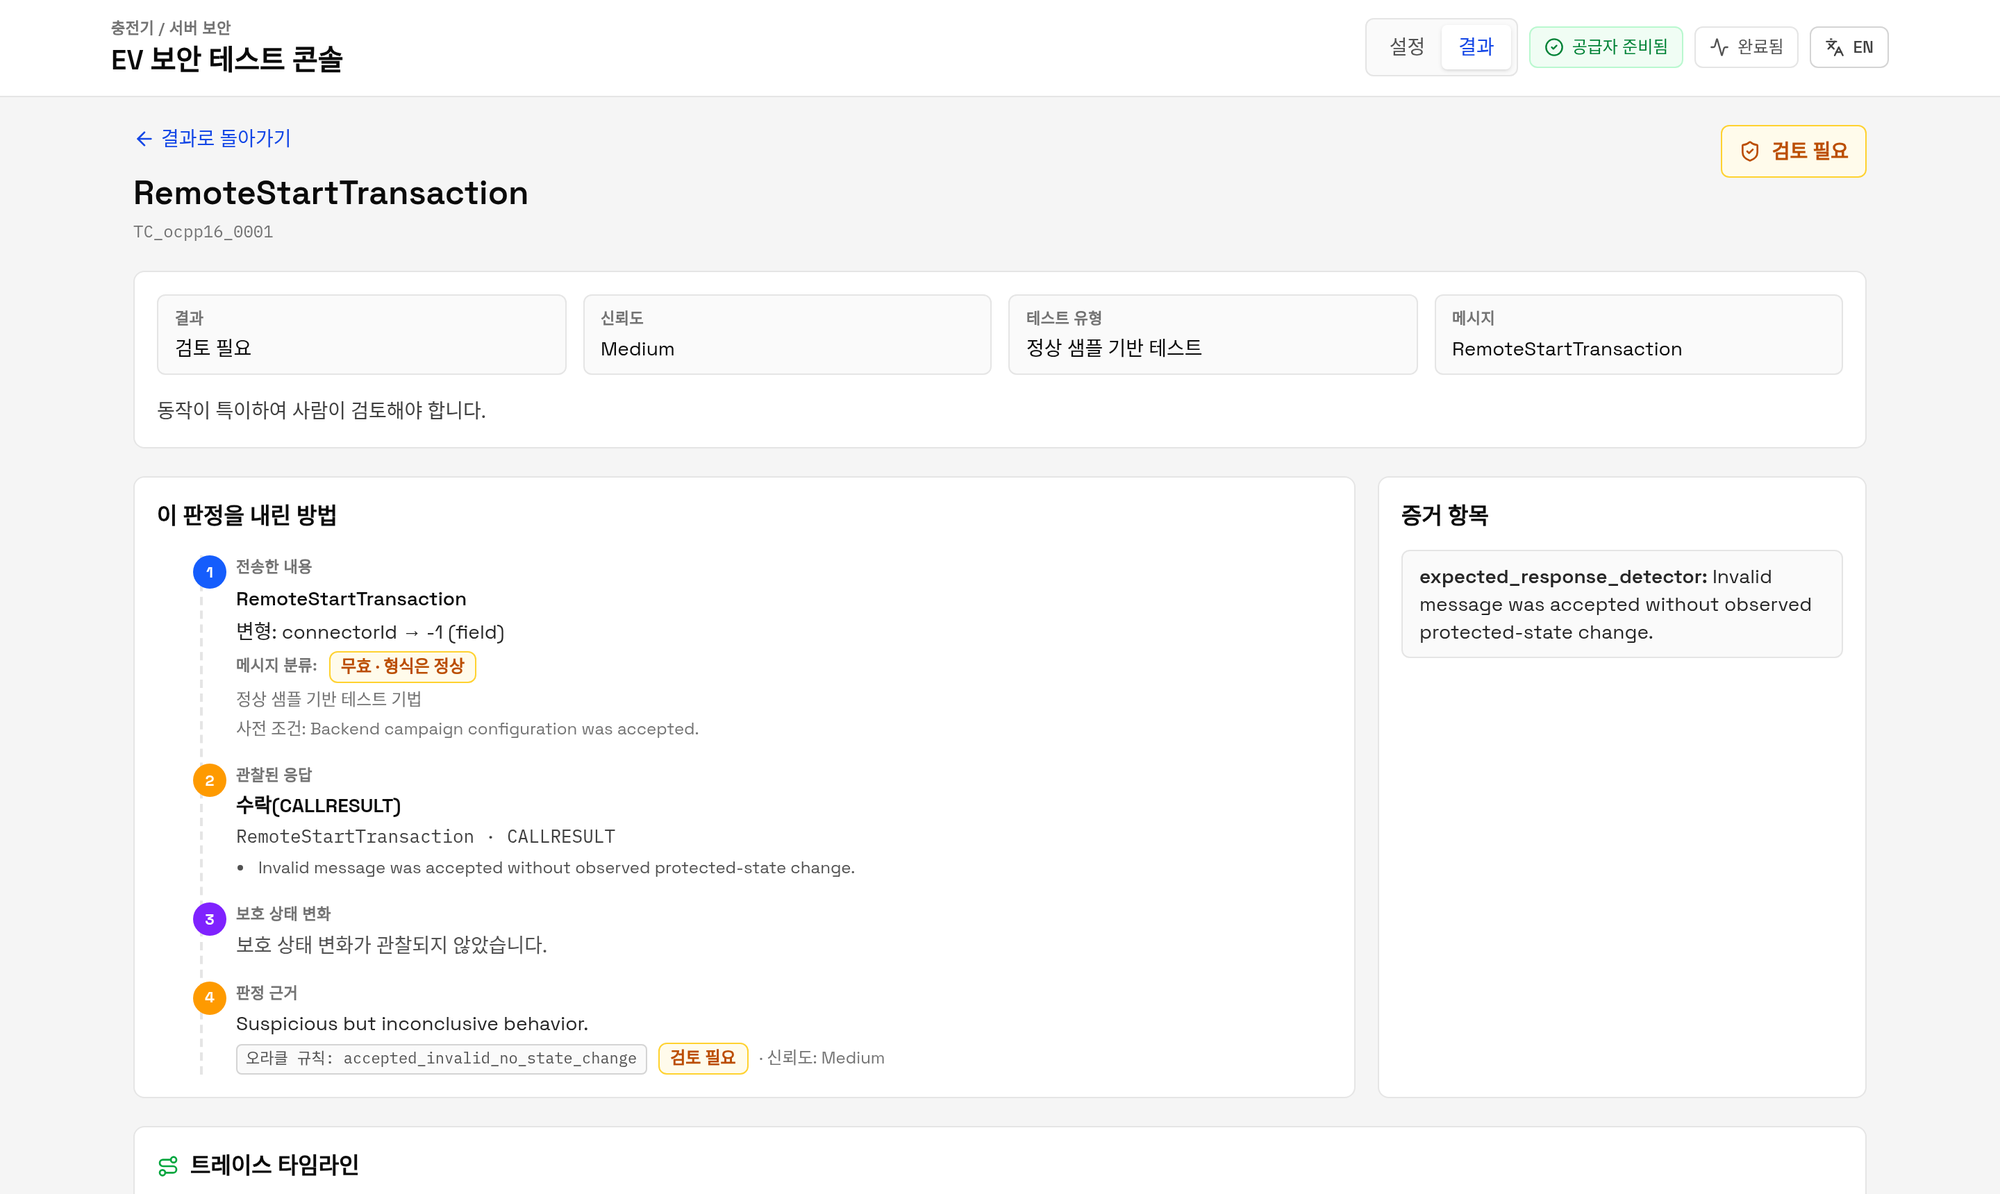 충전기 / 서버 보안
EV 보안 테스트 콘솔
설정
결과
공급자 준비됨
완료됨
EN
← 결과로 돌아가기
검토 필요
RemoteStartTransaction
TC_ocpp16_0001
결과
검토 필요
신뢰도
Medium
테스트 유형
정상 샘플 기반 테스트
메시지
RemoteStartTransaction
동작이 특이하여 사람이 검토해야 합니다.
이 판정을 내린 방법
1 전송한 내용
RemoteStartTransaction
변형: connectorId → -1 (field)
메시지 분류: 무효 · 형식은 정상
정상 샘플 기반 테스트 기법
사전 조건: Backend campaign configuration was accepted.
2 관찰된 응답
수락(CALLRESULT)
RemoteStartTransaction · CALLRESULT
• Invalid message was accepted without observed protected-state change.
3 보호 상태 변화
보호 상태 변화가 관찰되지 않았습니다.
4 판정 근거
Suspicious but inconclusive behavior.
오라클 규칙: accepted_invalid_no_state_change 검토 필요 · 신뢰도: Medium
증거 항목
expected_response_detector: Invalid
message was accepted without observed
protected-state change.
트레이스 타임라인